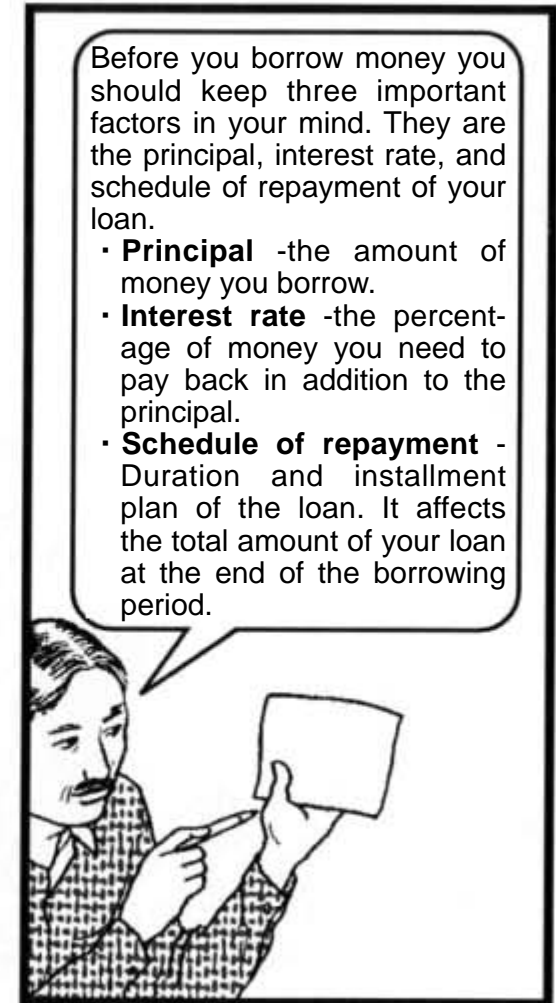 Before you borrow money you
should keep three important
factors in your mind. They are
the principal, interest rate, and
schedule of repayment of your
loan.
· Principal -the amount of
money you borrow.
· Interest rate -the percent-
age of money you need to
pay back in addition to the
principal.
· Schedule of repayment -
Duration and installment
plan of the loan. It affects
the total amount of your loan
at the end of the borrowing
period.